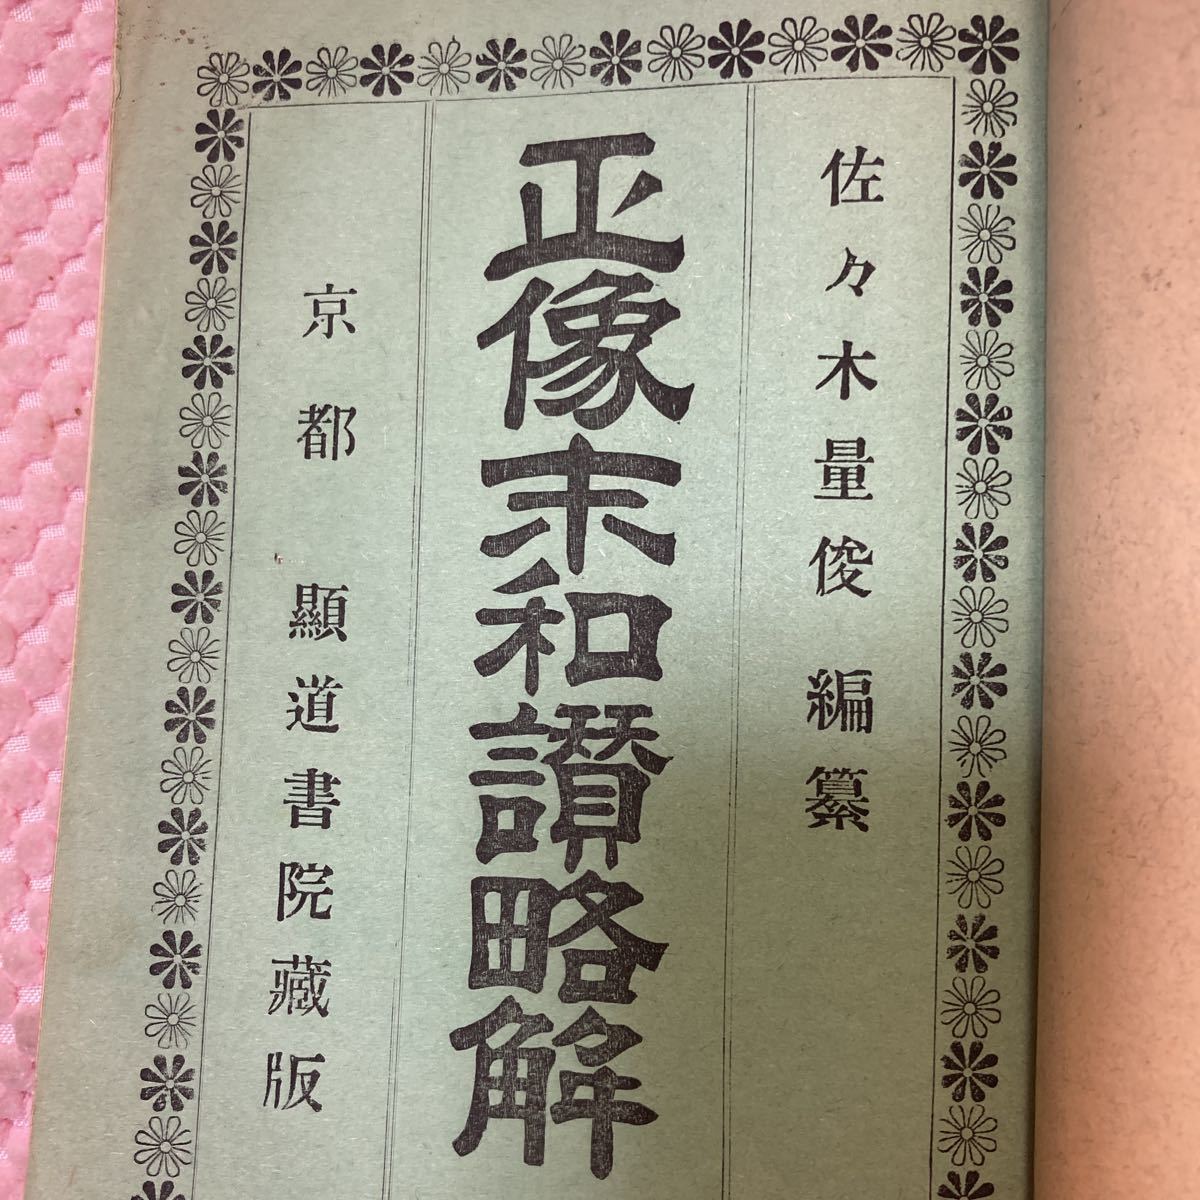 佐々木量俊 編纂
正像末和讃略解
京都 顯道書院藏版